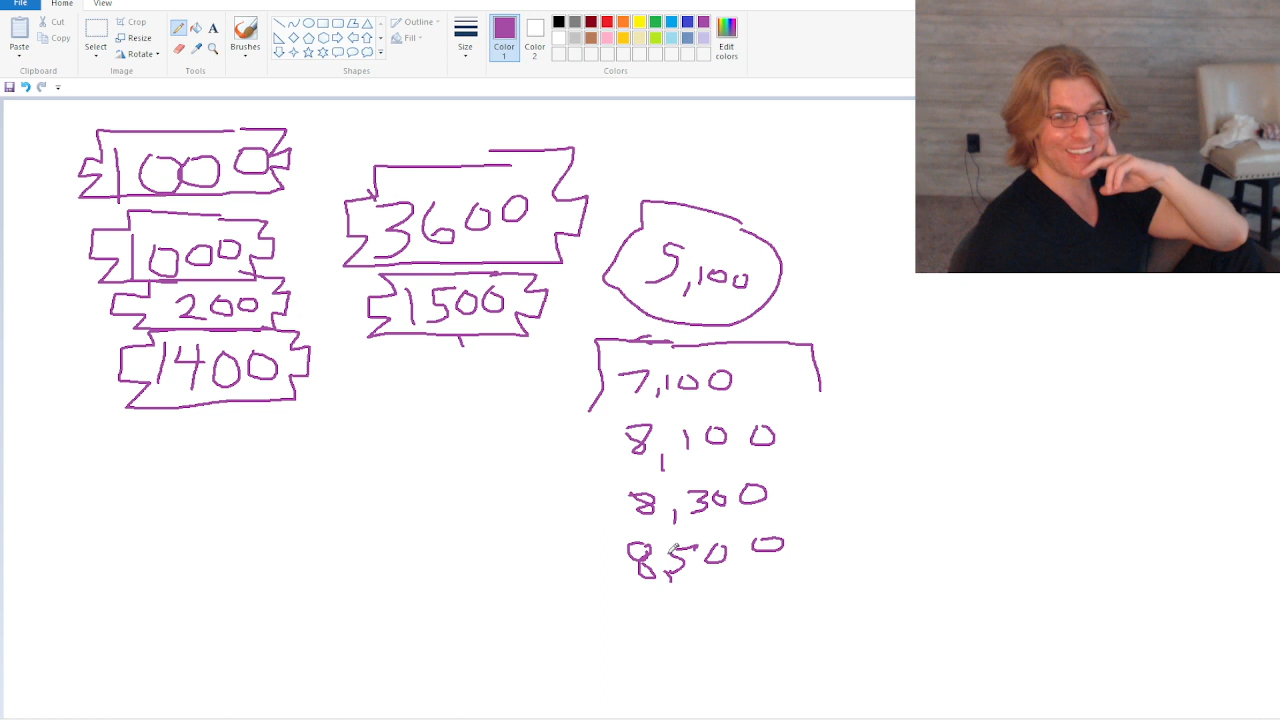 File
Home
View
Paste
Cut
Copy
Clipboard
Select
Crop
Resize
Rotate
Image
A
Tools
Brushes
Outline
Fill
Shapes
Size
Color 1
Color 2
Edit colors
Colors
1000
1000
200
1400
3600
1500
5,100
7,100
8,100
8,300
8,500